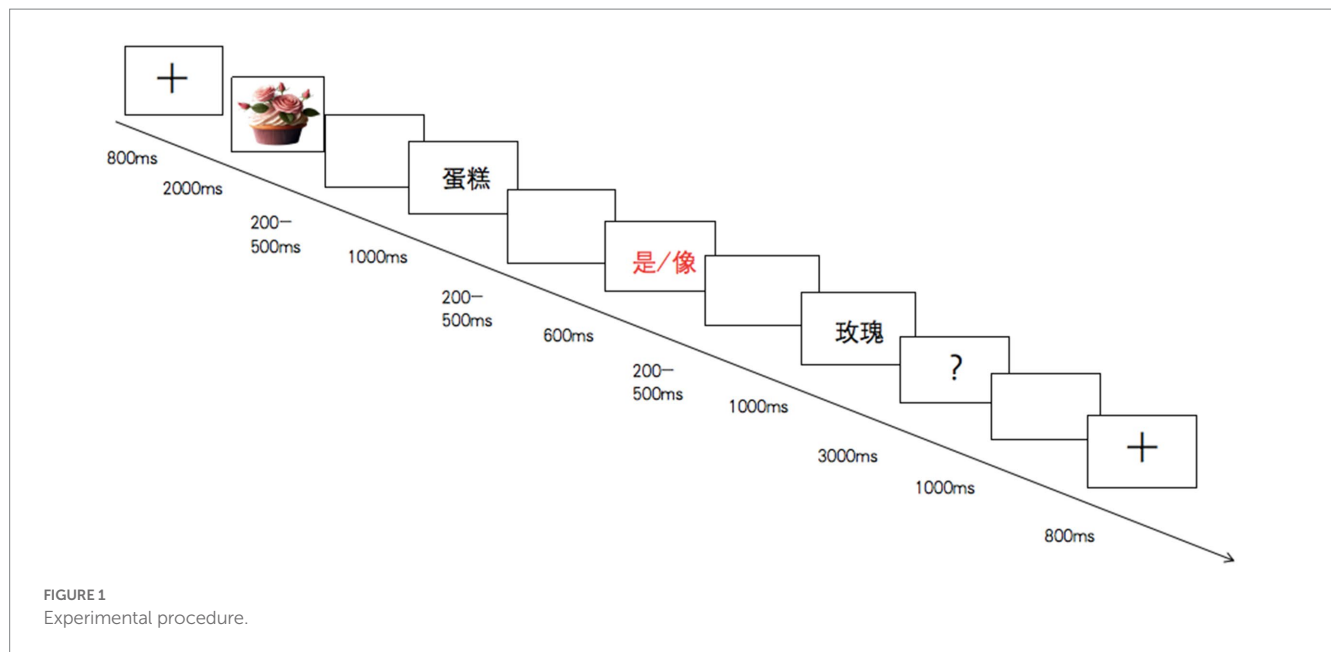 +
800ms
2000ms
200—
500ms
蛋糕
1000ms
200—
500ms
是/像
600ms
200—
500ms
玫瑰
1000ms
?
3000ms
1000ms
+
800ms
FIGURE 1
Experimental procedure.